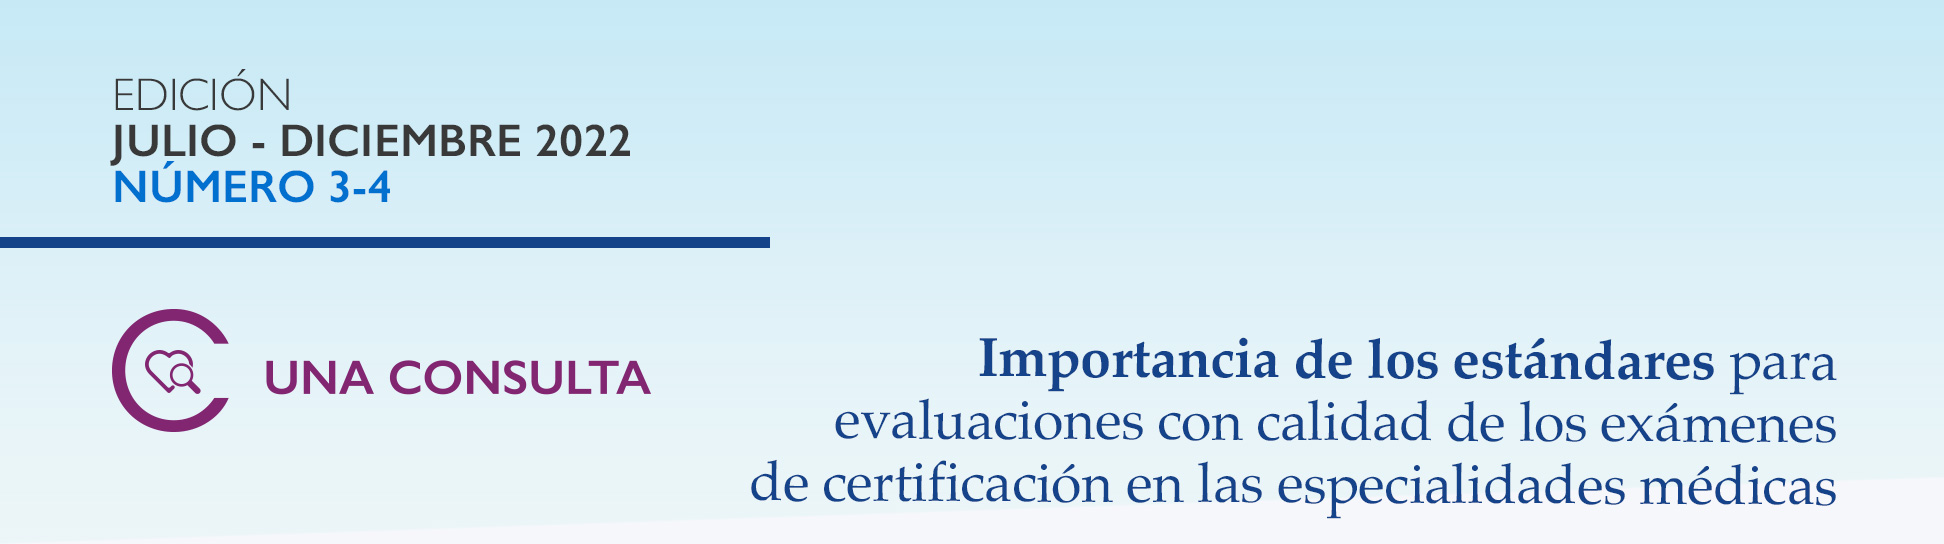 EDICIÓN
JULIO - DICIEMBRE 2022
NÚMERO 3-4
UNA CONSULTA
Importancia de los estándares para
evaluaciones con calidad de los exámenes
de certificación en las especialidades médicas